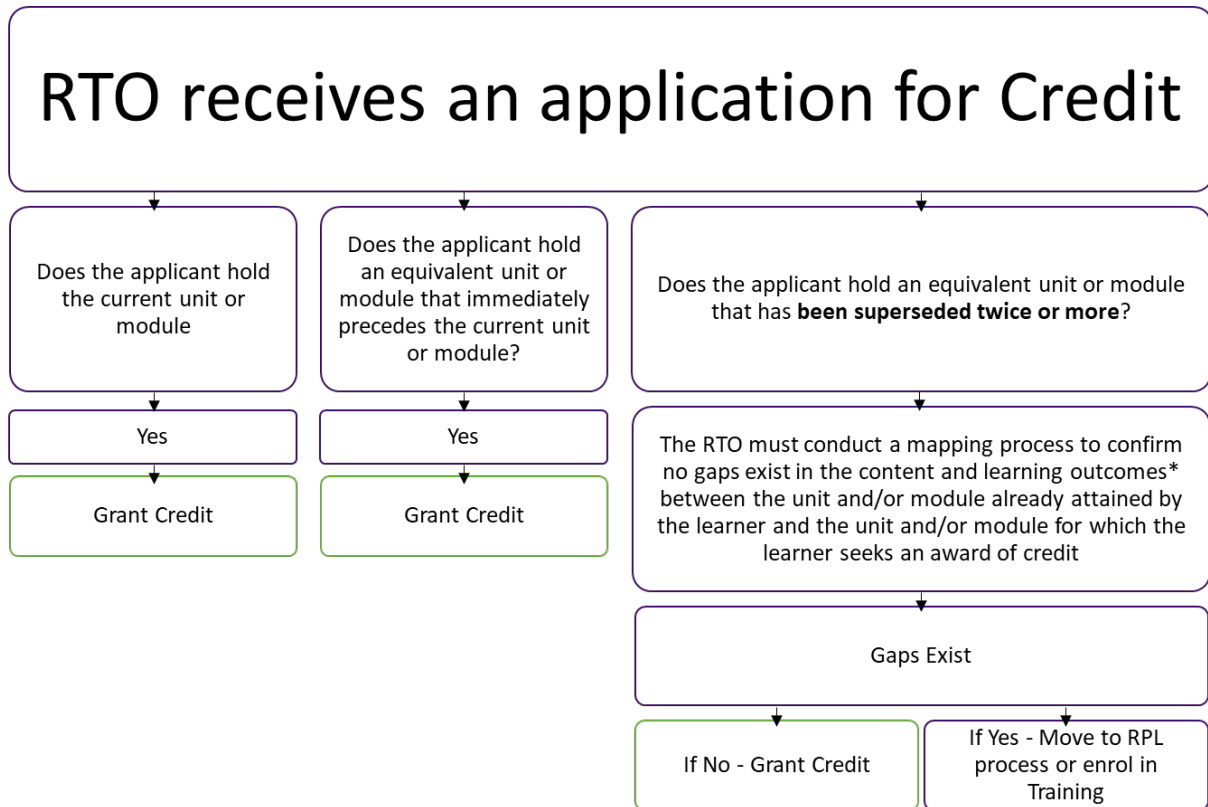 RTO receives an application for Credit
Does the applicant hold
the current unit or
module
Does the applicant hold
an equivalent unit or
module that immediately
precedes the current unit
or module?
Does the applicant hold an equivalent unit or module
that has been superseded twice or more?
Yes
Yes
The RTO must conduct a mapping process to confirm
no gaps exist in the content and learning outcomes*
between the unit and/or module already attained by
the learner and the unit and/or module for which the
learner seeks an award of credit
Grant Credit
Grant Credit
Gaps Exist
If No - Grant Credit
If Yes - Move to RPL
process or enrol in
Training